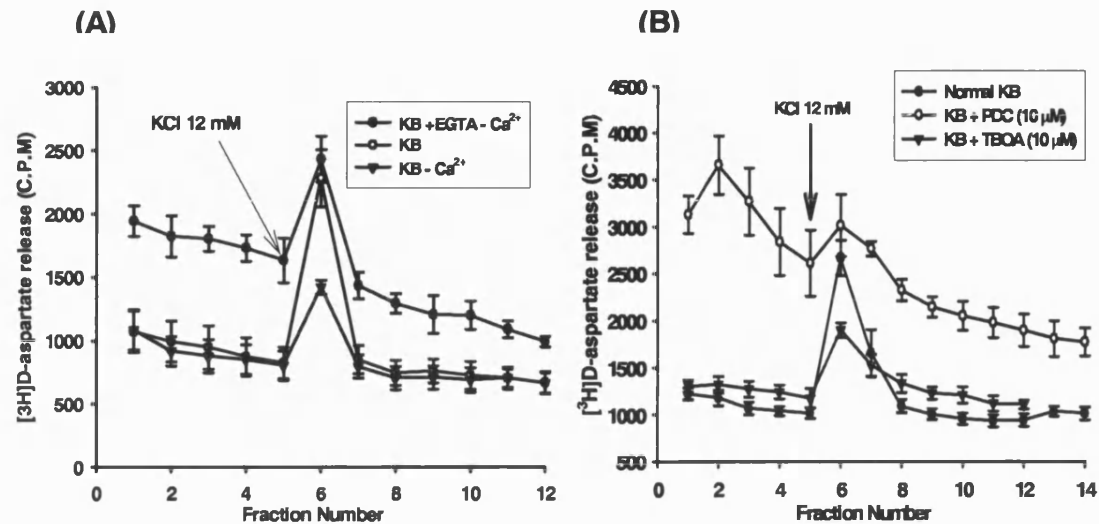 (A)
(B)
[3H]D-aspartate release (C.P.M)
3000
2500
2000
1500
1000
500
0
KCl 12 mM
KB +EGTA - Ca²⁺
KB
KB - Ca²⁺
0 2 4 6 8 10 12
Fraction Number
[³H]D-aspartate release (C.P.M)
4500
4000
3500
3000
2500
2000
1500
1000
500
KCl 12 mM
Normal KB
KB + PDC (10 µM)
KB + TBOA (10 µM)
0 2 4 6 8 10 12 14
Fraction Number